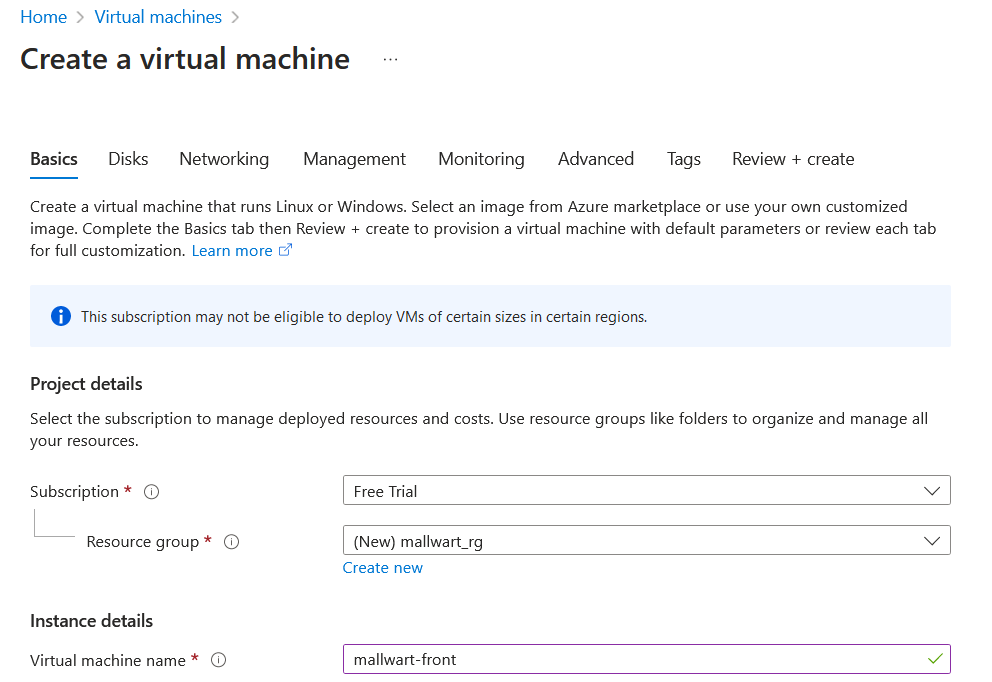 Home > Virtual machines >
Create a virtual machine ...
Basics Disks Networking Management Monitoring Advanced Tags Review + create
Create a virtual machine that runs Linux or Windows. Select an image from Azure marketplace or use your own customized
image. Complete the Basics tab then Review + create to provision a virtual machine with default parameters or review each tab
for full customization. Learn more
This subscription may not be eligible to deploy VMs of certain sizes in certain regions.
Project details
Select the subscription to manage deployed resources and costs. Use resource groups like folders to organize and manage all
your resources.
Subscription * Free Trial
Resource group * (New) mallwart_rg
Create new
Instance details
Virtual machine name * mallwart-front